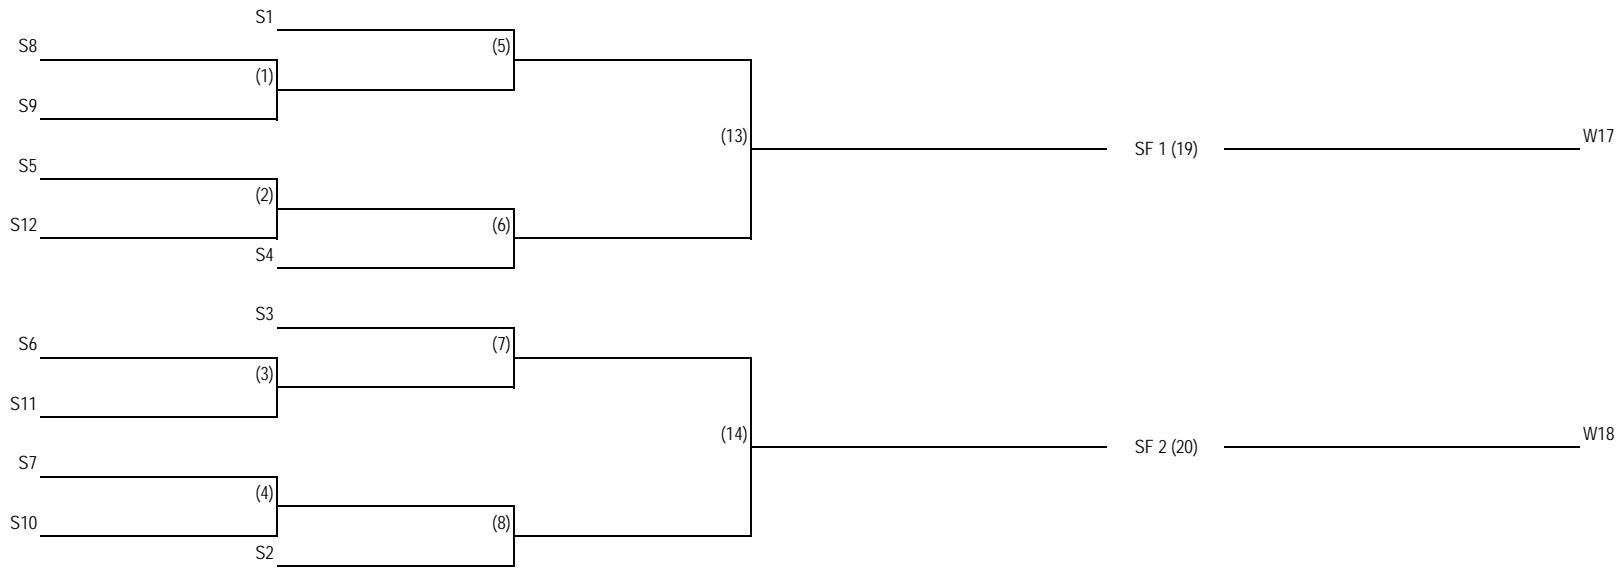 S1
S8
(5)
(1)
S9
(13)
W17
SF 1 (19)
S5
(2)
S12
(6)
S4
S3
S6
(7)
(3)
S11
(14)
W18
SF 2 (20)
S7
(4)
S10
(8)
S2